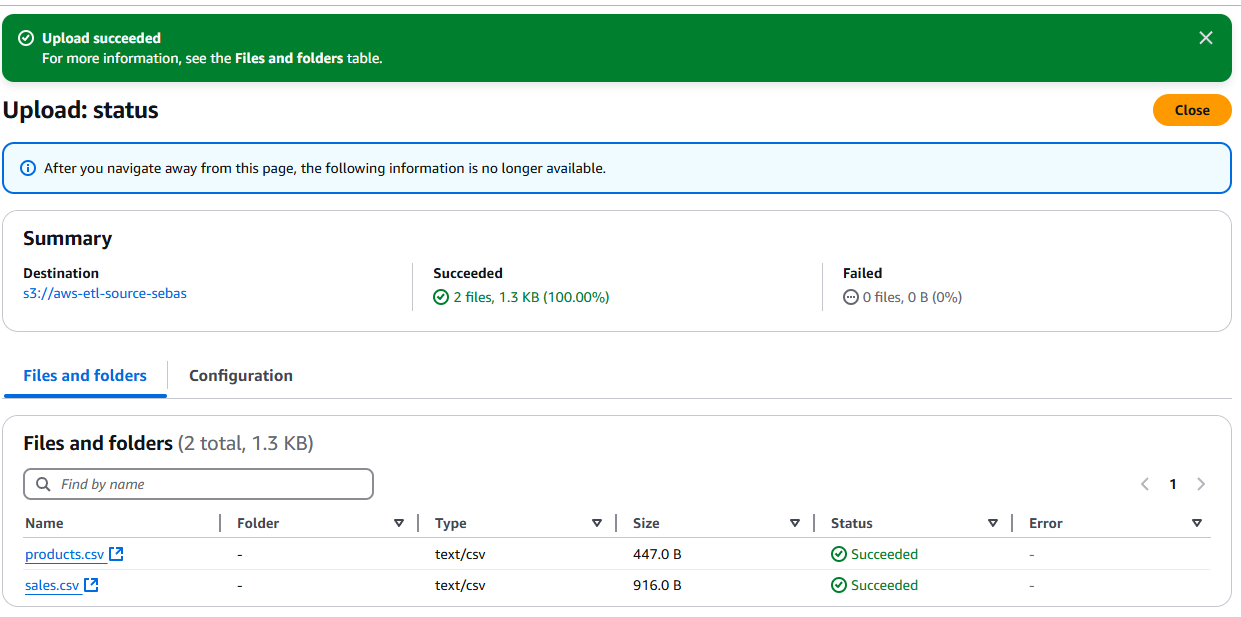 Upload succeeded
For more information, see the Files and folders table.
Upload: status
Close
After you navigate away from this page, the following information is no longer available.
Summary
Destination
s3://aws-etl-source-sebas
Succeeded
2 files, 1.3 KB (100.00%)
Failed
0 files, 0 B (0%)
Files and folders Configuration
Files and folders (2 total, 1.3 KB)
Find by name
1
Name Folder Type Size Status Error
products.csv - text/csv 447.0 B Succeeded -
sales.csv - text/csv 916.0 B Succeeded -